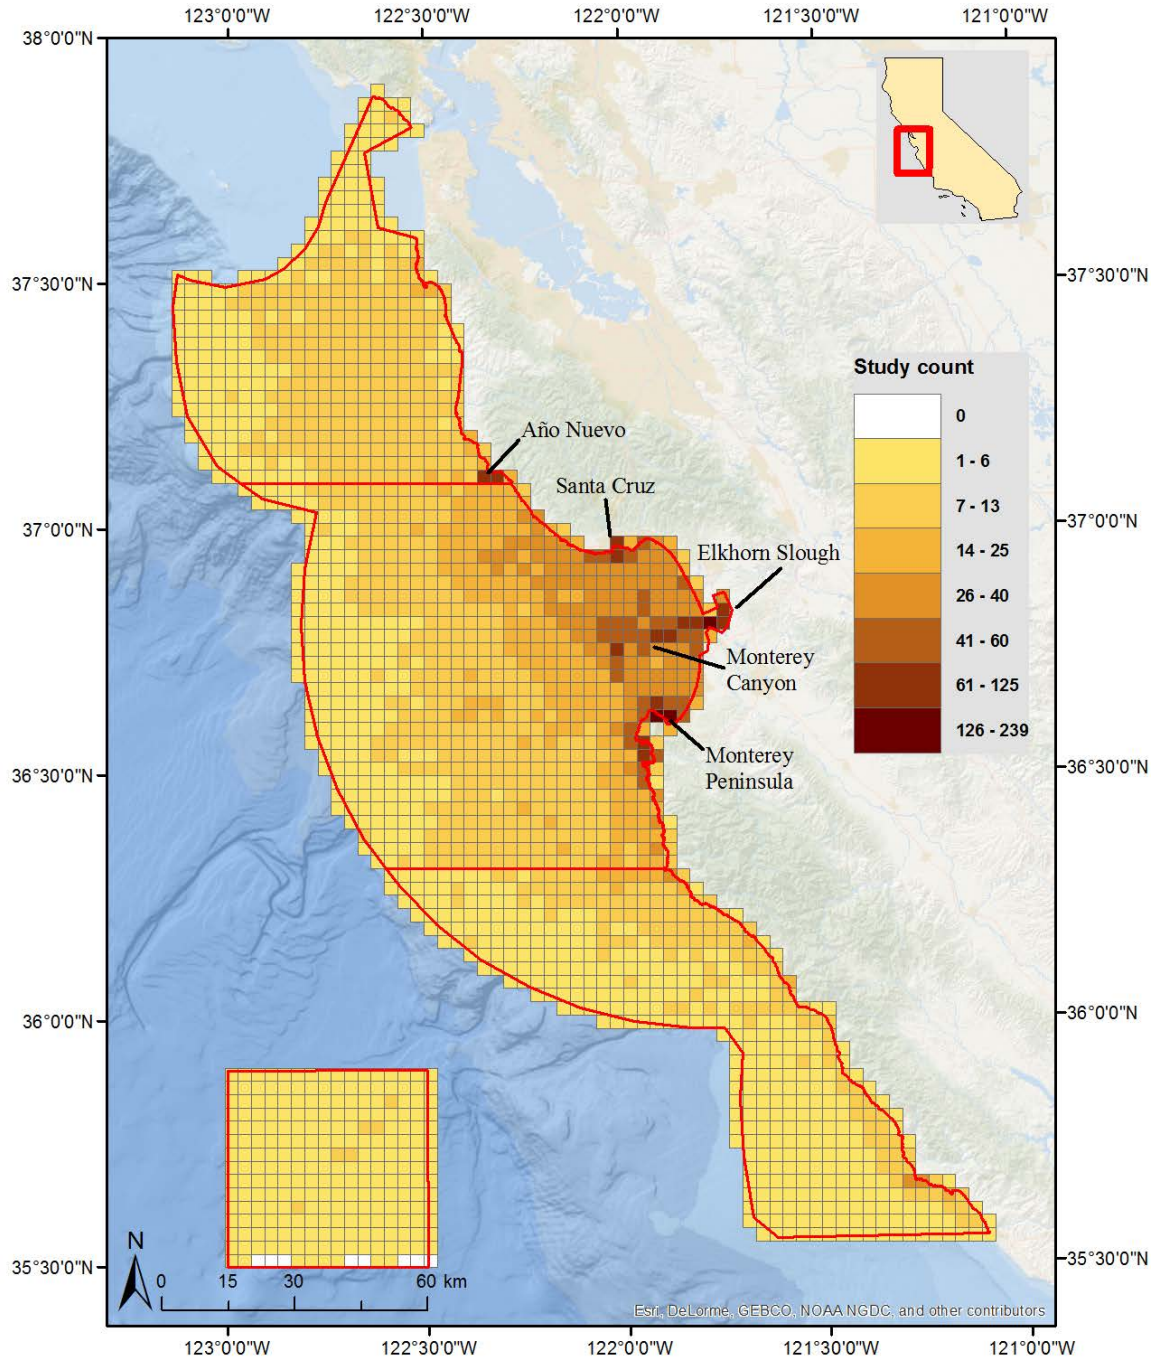 123°0'0"W 122°30'0"W 122°0'0"W 121°30'0"W 121°0'0"W
38°0'0"N
37°30'0"N
37°30'0"N
Study count
0
1 - 6
7 - 13
14 - 25
26 - 40
41 - 60
61 - 125
126 - 239
Año Nuevo
Santa Cruz
37°0'0"N
37°0'0"N
Elkhorn Slough
Monterey
Canyon
Monterey
Peninsula
36°30'0"N
36°30'0"N
36°0'0"N
36°0'0"N
35°30'0"N
35°30'0"N
N
0 15 30 60 km
Esri, DeLorme, GEBCO, NOAA NGDC, and other contributors
123°0'0"W 122°30'0"W 122°0'0"W 121°30'0"W 121°0'0"W